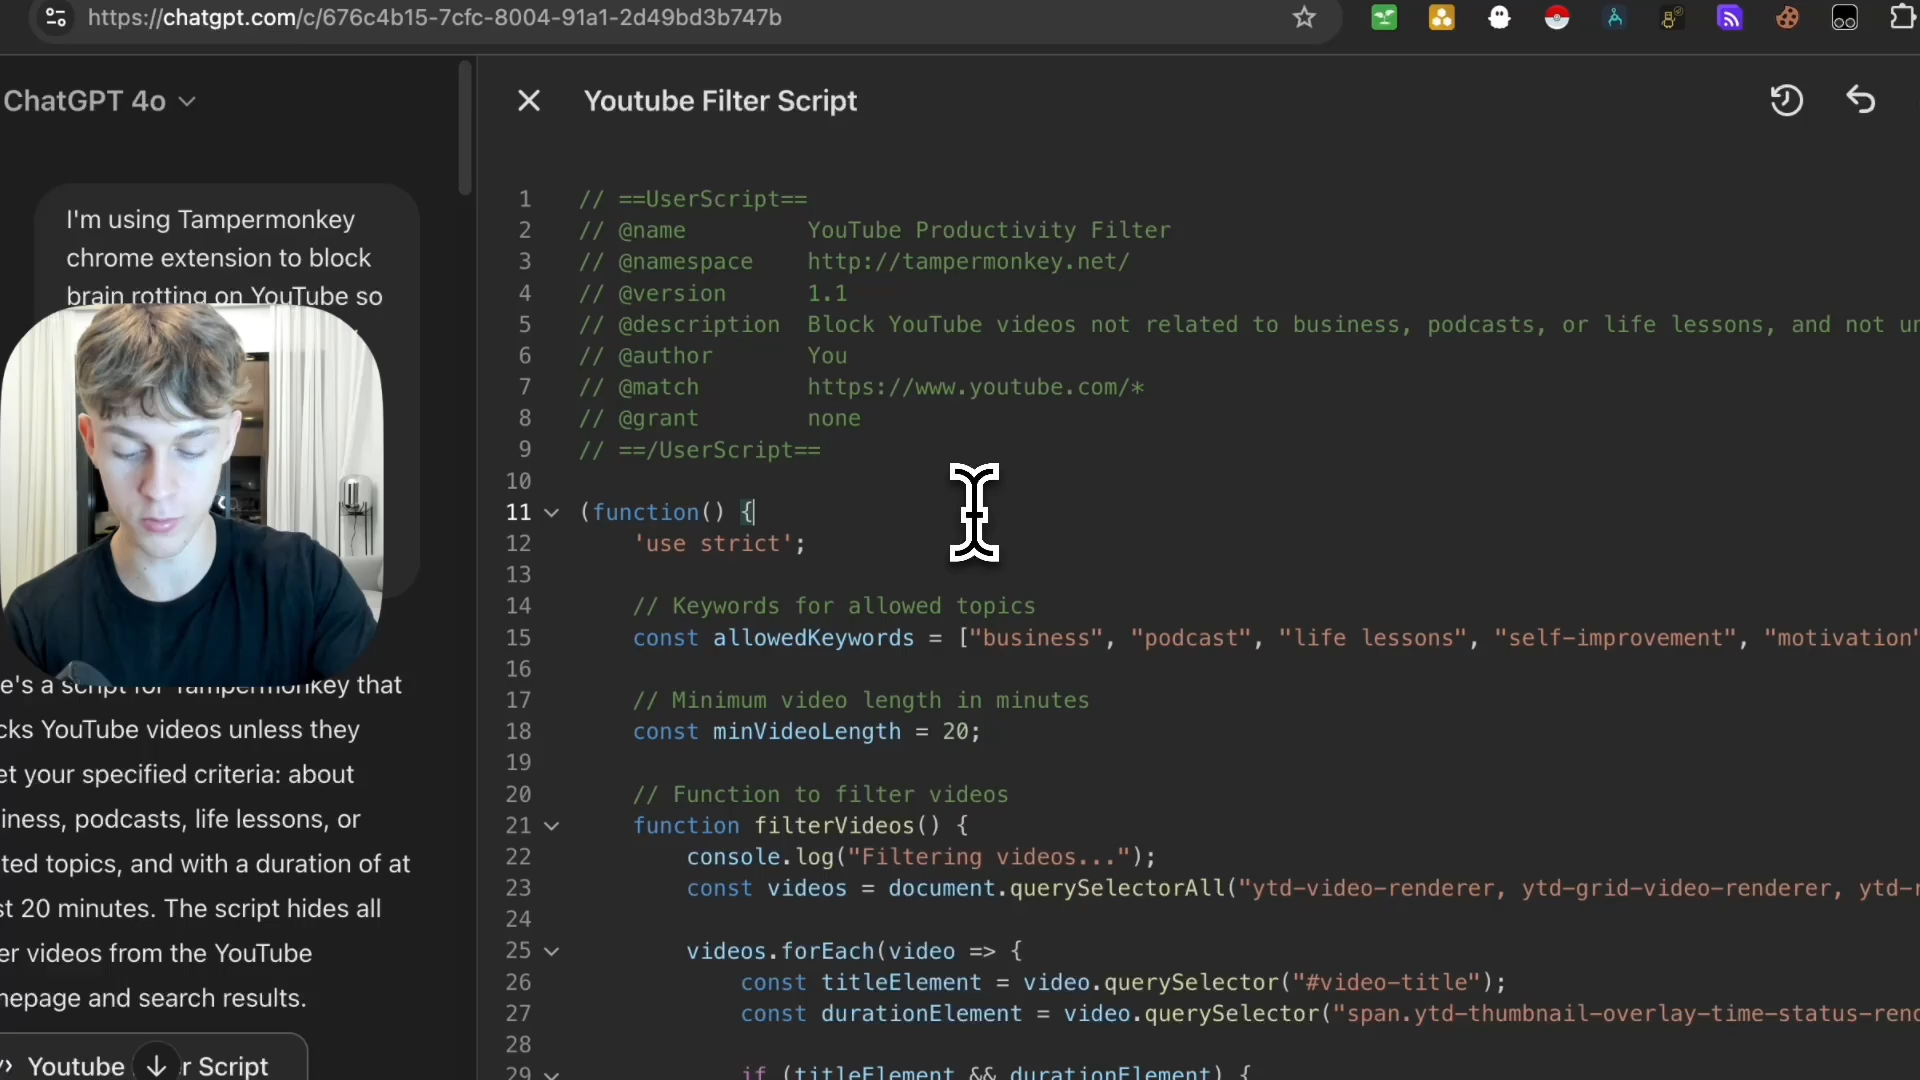 https://chatgpt.com/c/676c4b15-7cfc-8004-91a1-2d49bd3b747b
ChatGPT 4o
Youtube Filter Script
I'm using Tampermonkey
chrome extension to block
brain rotting on YouTube so
e's a script for Tampermonkey that
cks YouTube videos unless they
et your specified criteria: about
iness, podcasts, life lessons, or
ted topics, and with a duration of at
st 20 minutes. The script hides all
er videos from the YouTube
mepage and search results.
Youtube r Script
1 // ==UserScript==
2 // @name YouTube Productivity Filter
3 // @namespace http://tampermonkey.net/
4 // @version 1.1
5 // @description Block YouTube videos not related to business, podcasts, or life lessons, and not un
6 // @author You
7 // @match https://www.youtube.com/*
8 // @grant none
9 // ==/UserScript==
10
11 (function() {
12 'use strict';
13
14 // Keywords for allowed topics
15 const allowedKeywords = ["business", "podcast", "life lessons", "self-improvement", "motivation"
16
17 // Minimum video length in minutes
18 const minVideoLength = 20;
19
20 // Function to filter videos
21 function filterVideos() {
22 console.log("Filtering videos...");
23 const videos = document.querySelectorAll("ytd-video-renderer, ytd-grid-video-renderer, ytd-r
24
25 videos.forEach(video => {
26 const titleElement = video.querySelector("#video-title");
27 const durationElement = video.querySelector("span.ytd-thumbnail-overlay-time-status-rend
28
29 if (titleElement && durationElement) {